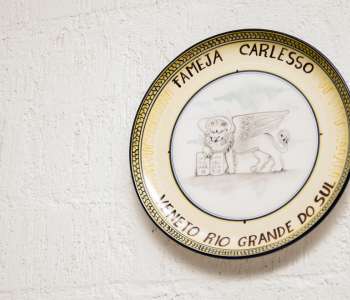 FAMEJA CARLESSO
VENETO RIO GRANDE DO SUL